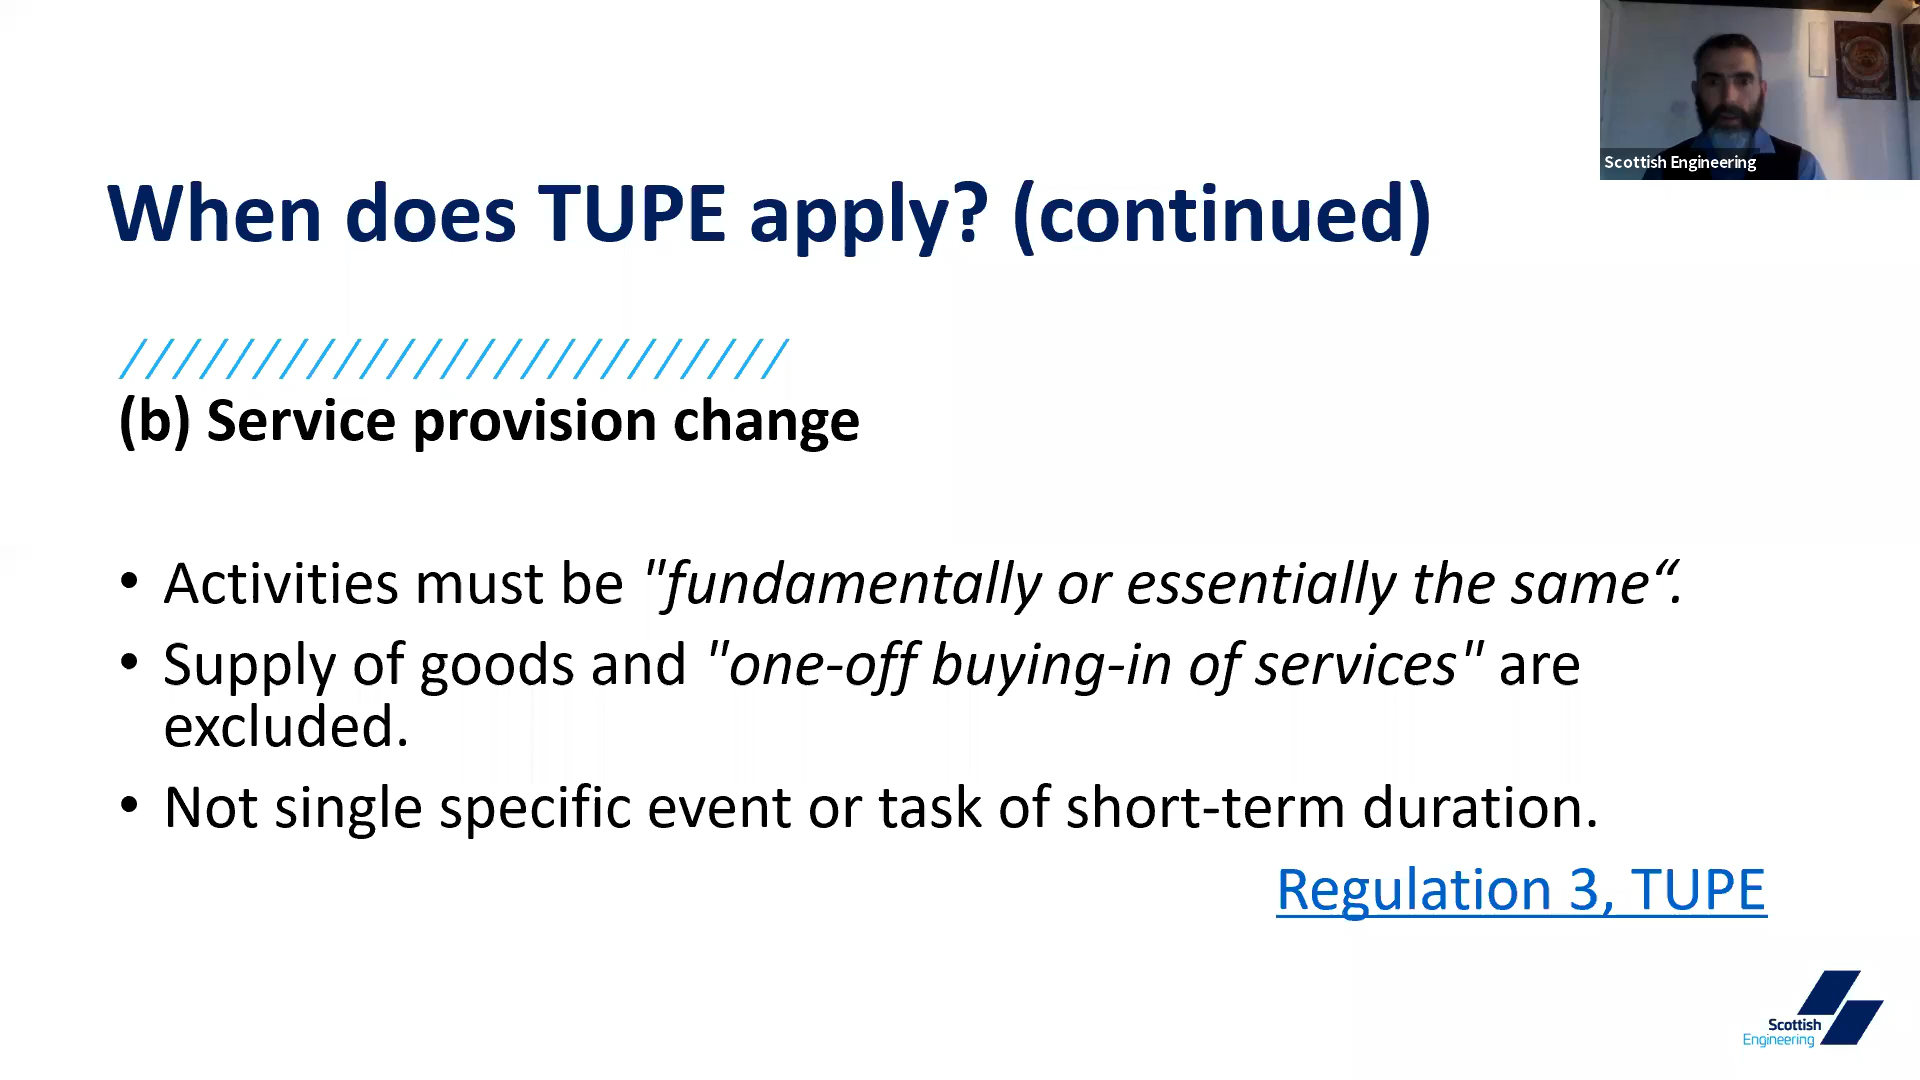 Scottish Engineering
When does TUPE apply? (continued)
(b) Service provision change
• Activities must be "fundamentally or essentially the same“.
• Supply of goods and "one-off buying-in of services" are
excluded.
• Not single specific event or task of short-term duration.
Regulation 3, TUPE
Scottish
Engineering